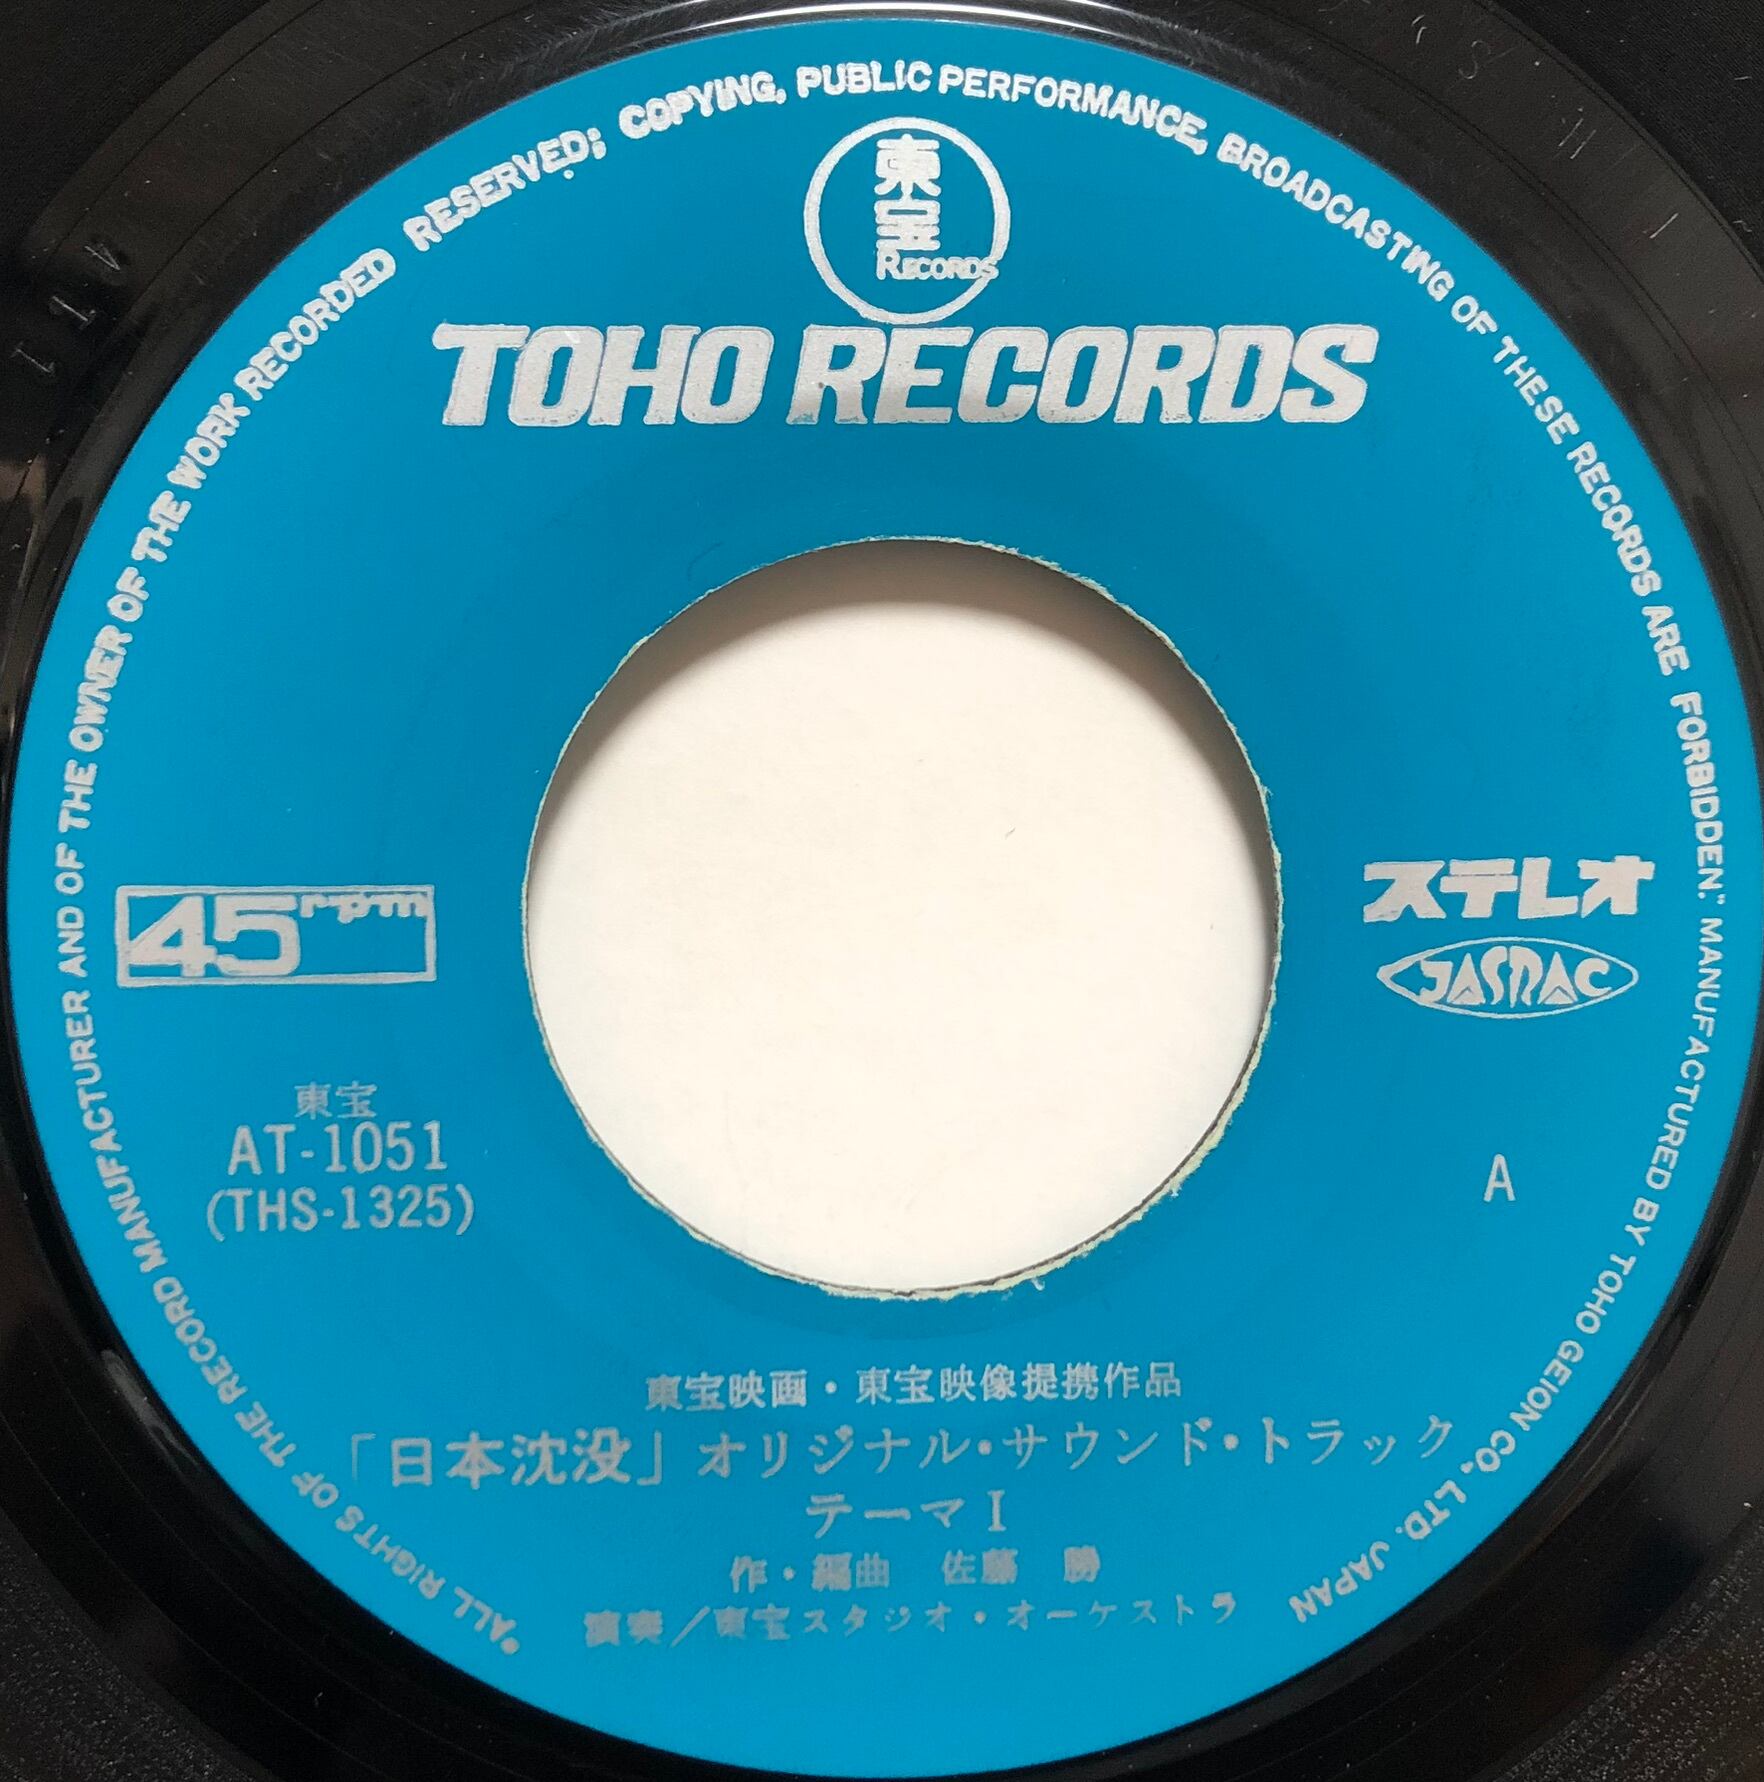 *ALL RIGHTS OF THE RECORD MANUFACTURER AND OF THE OWNER OF THE WORK RECORDED RESERVED; COPYING, PUBLIC PERFORMANCE, BROADCASTING OF THESE RECORDS ARE FORBIDDEN;" MANUFACTURED BY TOHO GEION CO., LTD. JAPAN
東宝
RECORDS
TOHO RECORDS
45rpm
ステレオ
JASRAC
東宝
AT-1051
(THS-1325)
A
東宝映画・東宝映像提携作品
「日本沈没」オリジナル・サウンド・トラック
テーマI
作・編曲 佐藤 勝
演奏/東宝スタジオ・オーケストラ